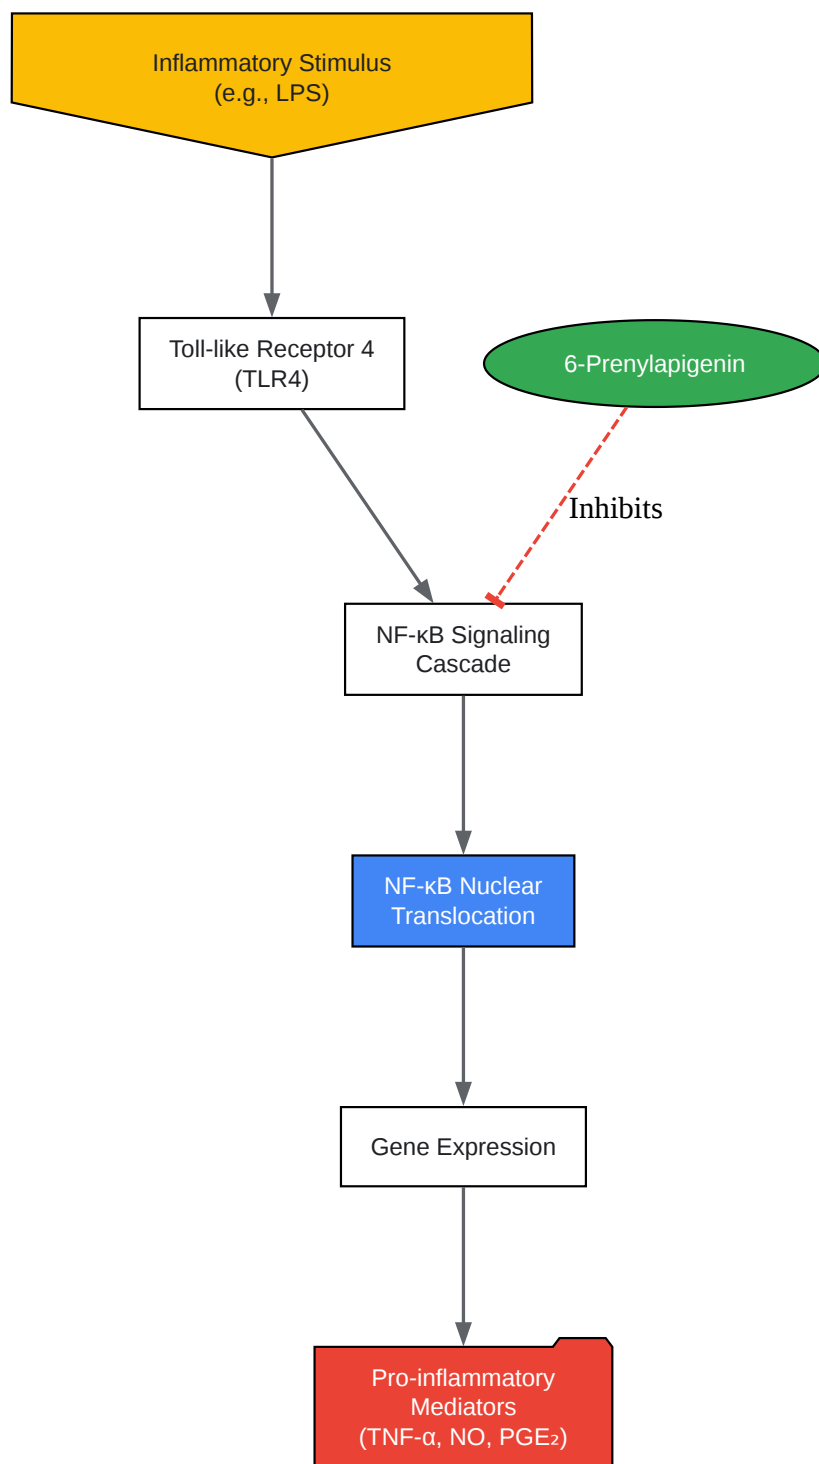 Inflammatory Stimulus
(e.g., LPS)
Toll-like Receptor 4
(TLR4)
6-Prenylapigenin
Inhibits
NF-κB Signaling
Cascade
NF-κB Nuclear
Translocation
Gene Expression
Pro-inflammatory
Mediators
(TNF-α, NO, PGE₂)